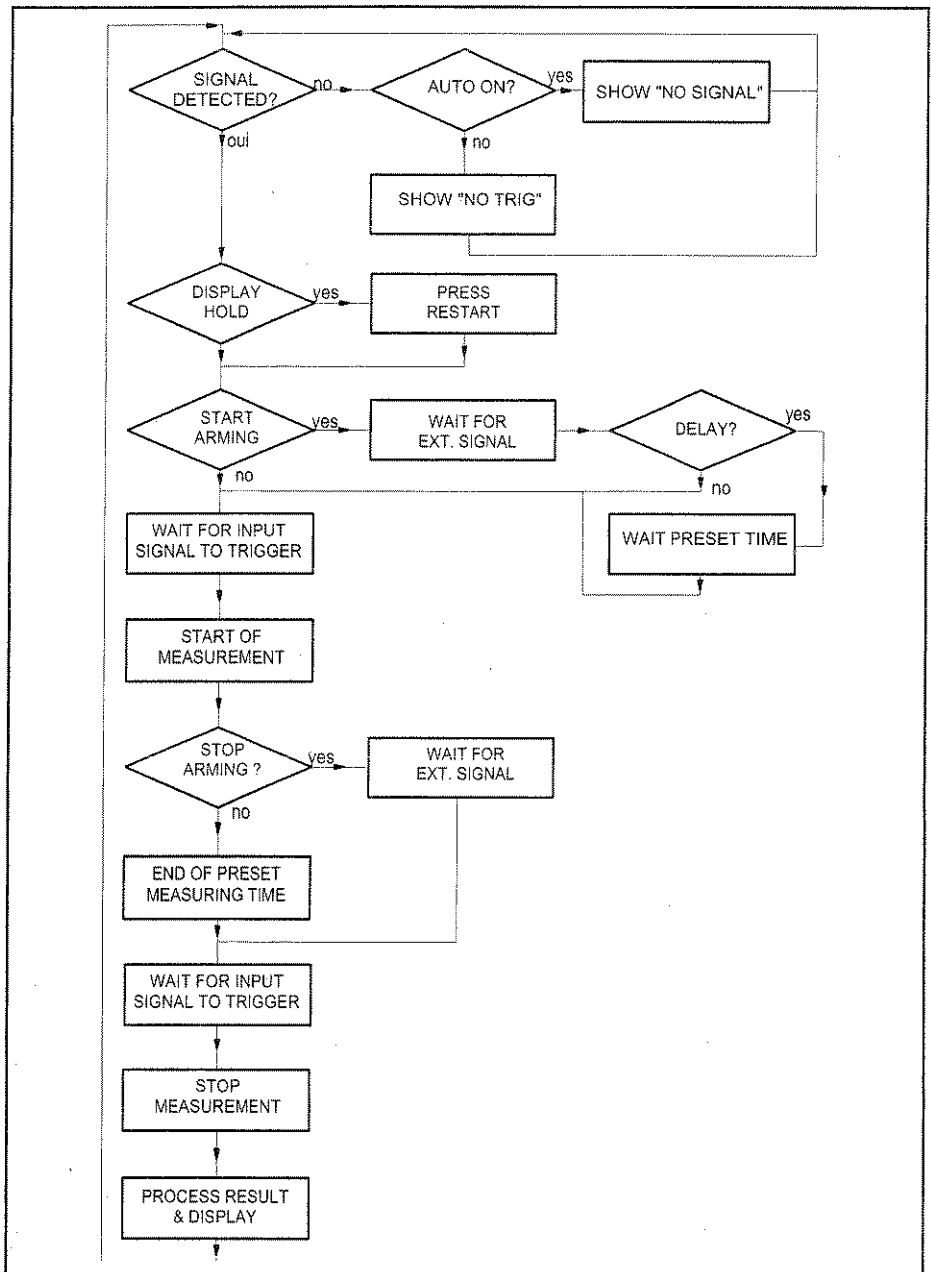 SIGNAL
DETECTED?
no
AUTO ON?
yes
SHOW "NO SIGNAL"
oui
no
SHOW "NO TRIG"
DISPLAY
HOLD
yes
PRESS
RESTART
START
ARMING
yes
WAIT FOR
EXT. SIGNAL
DELAY?
yes
no
no
WAIT FOR INPUT
SIGNAL TO TRIGGER
WAIT PRESET TIME
START OF
MEASUREMENT
STOP
ARMING ?
yes
WAIT FOR
EXT. SIGNAL
no
END OF PRESET
MEASURING TIME
WAIT FOR INPUT
SIGNAL TO TRIGGER
STOP
MEASUREMENT
PROCESS RESULT
& DISPLAY